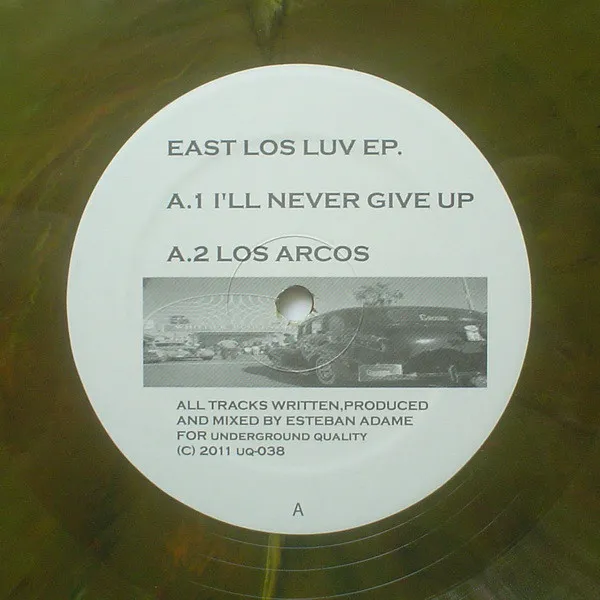 EAST LOS LUV EP.
A.1 I'LL NEVER GIVE UP
A.2 LOS ARCOS
ALL TRACKS WRITTEN,PRODUCED
AND MIXED BY ESTEBAN ADAME
FOR UNDERGROUND QUALITY
(C) 2011 UQ-038
A